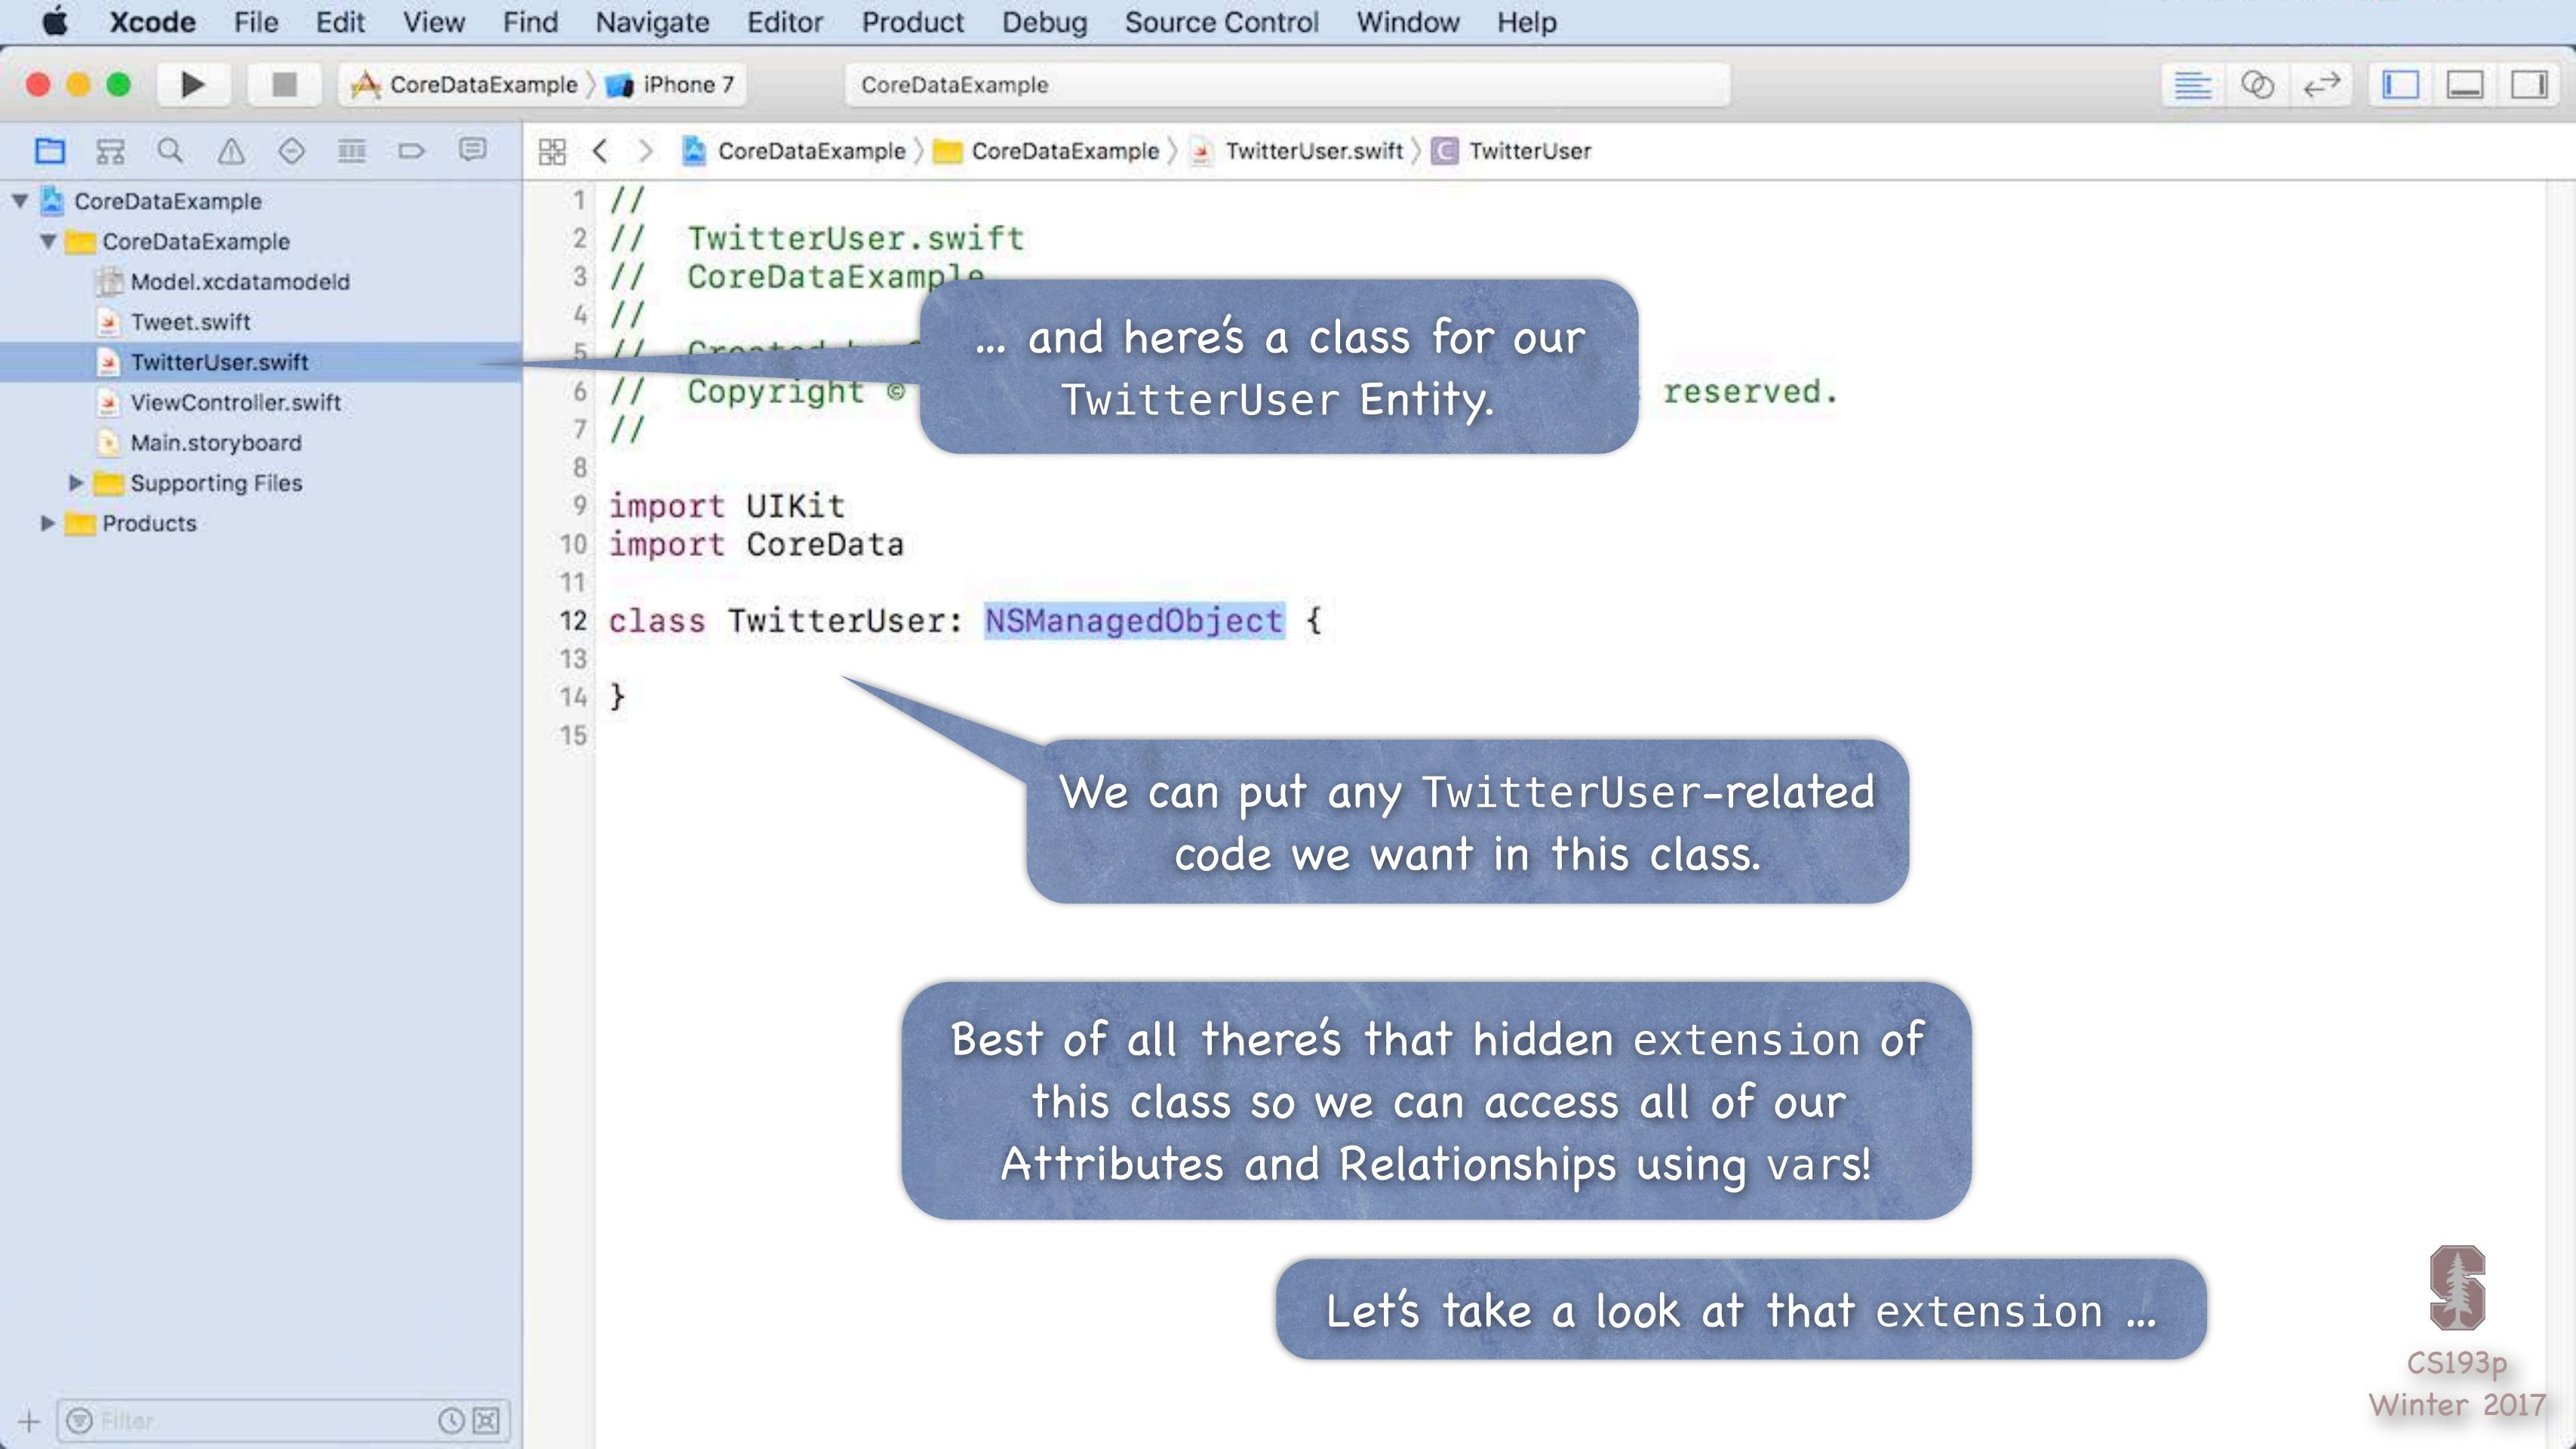 Xcode File Edit View Find Navigate Editor Product Debug Source Control Window Help
CoreDataExample iPhone 7 CoreDataExample
CoreDataExample CoreDataExample TwitterUser.swift C TwitterUser
CoreDataExample
CoreDataExample
Model.xcdatamodeld
Tweet.swift
TwitterUser.swift
ViewController.swift
Main.storyboard
Supporting Files
Products
Filter
1 //
2 // TwitterUser.swift
3 // CoreDataExample
4 //
5 // Created by
6 // Copyright © reserved.
7 //
8
9 import UIKit
10 import CoreData
11
12 class TwitterUser: NSManagedObject {
13
14 }
15
... and here's a class for our
TwitterUser Entity.
We can put any TwitterUser-related
code we want in this class.
Best of all there's that hidden extension of
this class so we can access all of our
Attributes and Relationships using vars!
Let's take a look at that extension ...
S
CS193p
Winter 2017